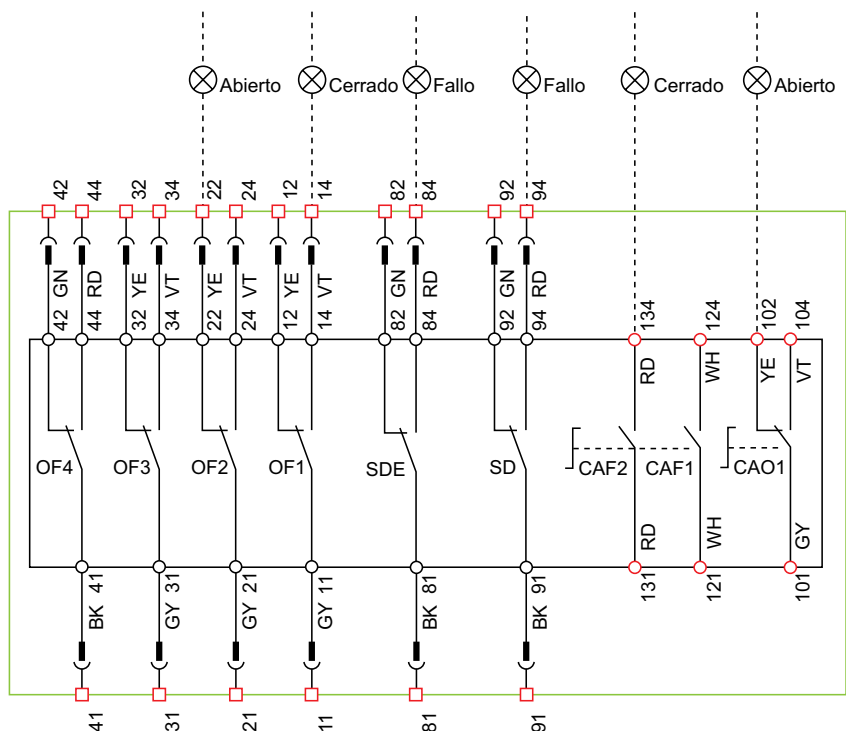 Abierto Cerrado Fallo Fallo Cerrado Abierto
42 44 32 34 22 24 12 14 82 84 92 94
GN RD YE VT YE VT YE VT GN RD GN RD
42 44 32 34 22 24 12 14 82 84 92 94 134 124 102 104
RD WH YE VT
OF4 OF3 OF2 OF1 SDE SD CAF2 CAF1 CAO1
RD WH GY
41 31 21 11 81 91 131 121 101
BK GY GY GY BK BK
41 31 21 11 81 91